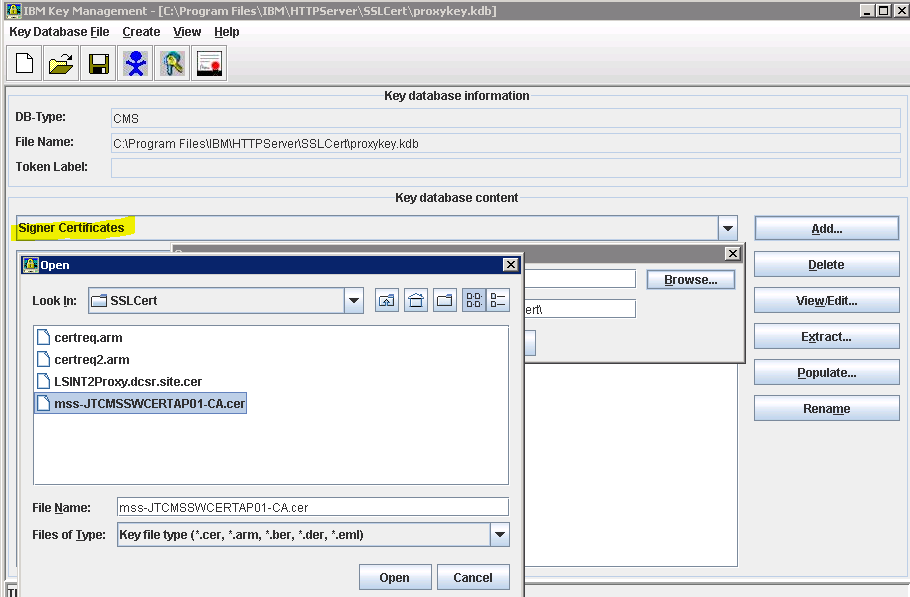 IBM Key Management - [C:\Program Files\IBM\HTTPServer\SSLCert\proxykey.kdb]
Key Database File Create View Help
Key database information
DB-Type: CMS
File Name: C:\Program Files\IBM\HTTPServer\SSLCert\proxykey.kdb
Token Label:
Key database content
Signer Certificates
Add...
Delete
View/Edit...
Extract...
Populate...
Rename
Browse...
ert\
Open
Look In: SSLCert
certreq.arm
certreq2.arm
LSINT2Proxy.dcsr.site.cer
mss-JTCMSSWCERTAP01-CA.cer
File Name: mss-JTCMSSWCERTAP01-CA.cer
Files of Type: Key file type (*.cer, *.arm, *.ber, *.der, *.eml)
Open Cancel